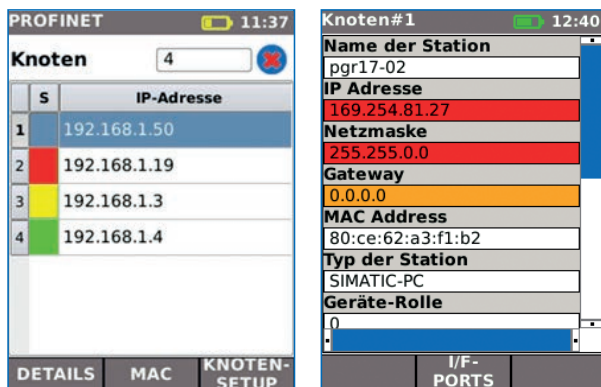 PROFINET 11:37
Knoten 4
S IP-Adresse
1 192.168.1.50
2 192.168.1.19
3 192.168.1.3
4 192.168.1.4
DETAILS MAC KNOTEN-
SETUP
Knoten#1 12:40
Name der Station
pgr17-02
IP Adresse
169.254.81.27
Netzmaske
255.255.0.0
Gateway
0.0.0.0
MAC Address
80:ce:62:a3:f1:b2
Typ der Station
SIMATIC-PC
Geräte-Rolle
0
I/F-
PORTS